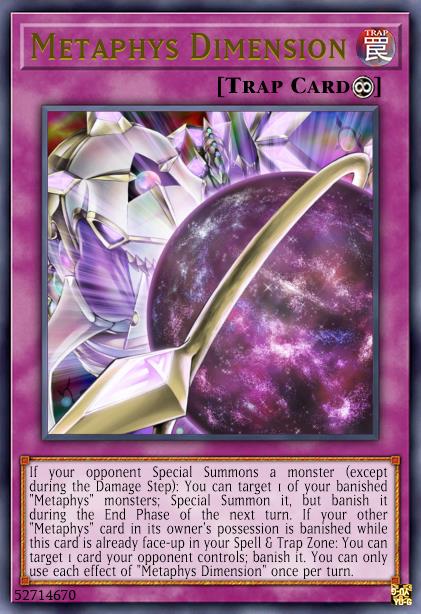 Metaphys Dimension
TRAP
罠
[Trap Card]
If your opponent Special Summons a monster (except
during the Damage Step): You can target 1 of your banished
"Metaphys" monsters; Special Summon it, but banish it
during the End Phase of the next turn. If your other
"Metaphys" card in its owner's possession is banished while
this card is already face-up in your Spell & Trap Zone: You can
target 1 card your opponent controls; banish it. You can only
use each effect of "Metaphys Dimension" once per turn.
52714670